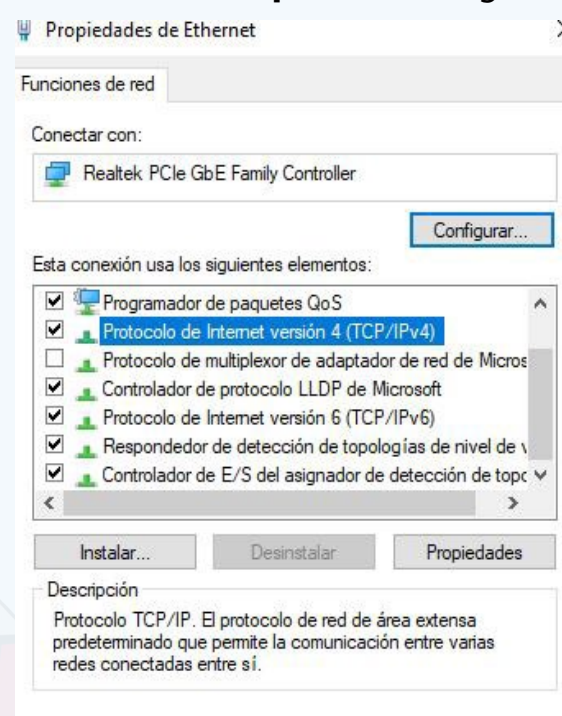 Propiedades de Ethernet
Funciones de red
Conectar con:
Realtek PCIe GbE Family Controller
Configurar...
Esta conexión usa los siguientes elementos:
Programador de paquetes QoS
Protocolo de Internet versión 4 (TCP/IPv4)
Protocolo de multiplexor de adaptador de red de Micros
Controlador de protocolo LLDP de Microsoft
Protocolo de Internet versión 6 (TCP/IPv6)
Respondedor de detección de topologías de nivel de v
Controlador de E/S del asignador de detección de topo
Instalar...
Desinstalar
Propiedades
Descripción
Protocolo TCP/IP. El protocolo de red de área extensa
predeterminado que permite la comunicación entre varias
redes conectadas entre sí.